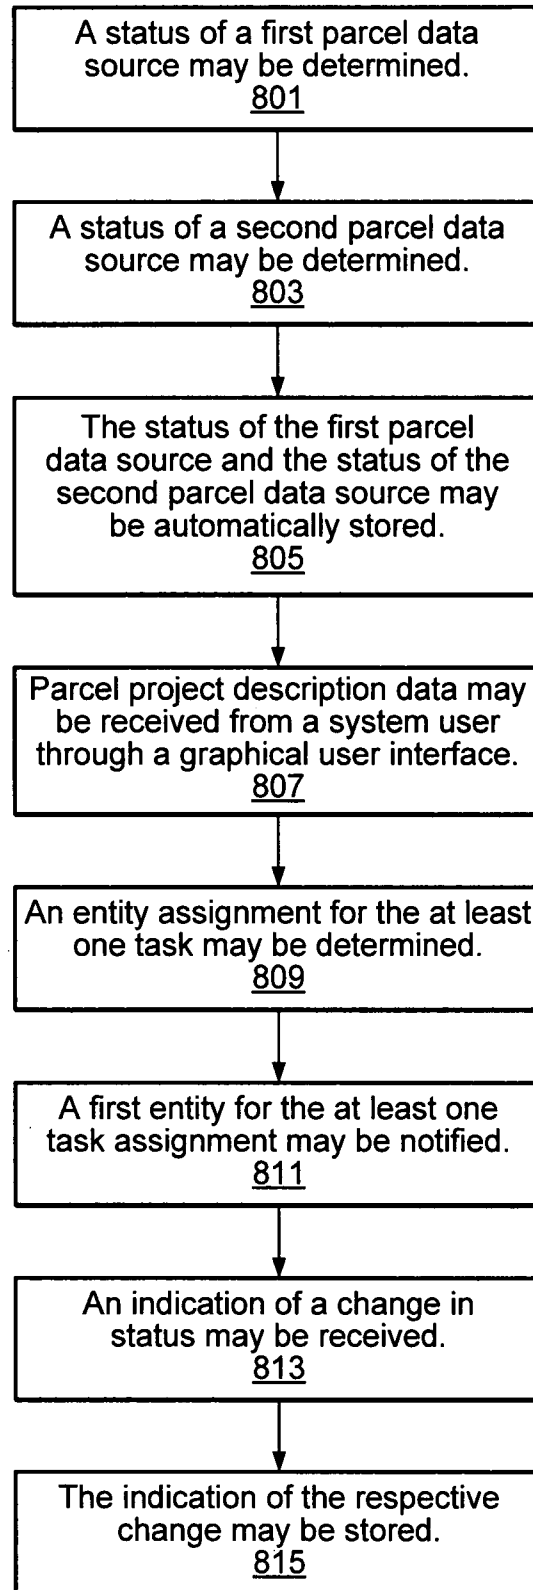 A status of a first parcel data
source may be determined.
801
A status of a second parcel data
source may be determined.
803
The status of the first parcel
data source and the status of the
second parcel data source may
be automatically stored.
805
Parcel project description data may
be received from a system user
through a graphical user interface.
807
An entity assignment for the at least
one task may be determined.
809
A first entity for the at least one
task assignment may be notified.
811
An indication of a change in
status may be received.
813
The indication of the respective
change may be stored.
815